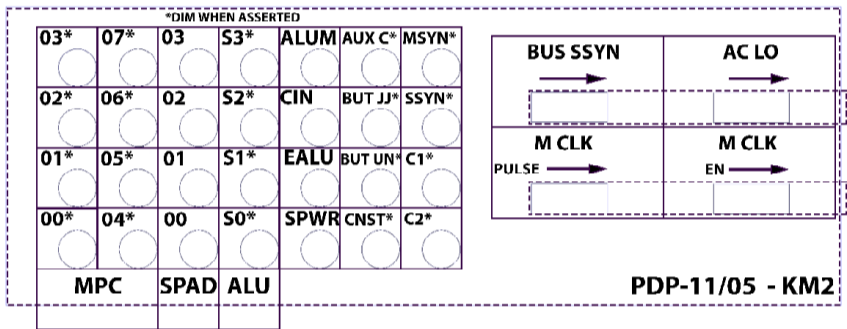 *DIM WHEN ASSERTED
03* 07* 03 S3* ALUM AUX C* MSYN*
02* 06* 02 S2* CIN BUT JJ* SSYN*
01* 05* 01 S1* EALU BUT UN* C1*
00* 04* 00 S0* SPWR CNST* C2*
MPC SPAD ALU
BUS SSYN AC LO
M CLK M CLK
PULSE EN
PDP-11/05 - KM2